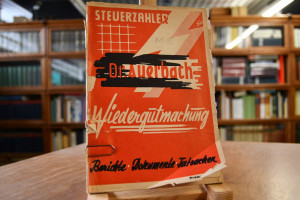 STEUERZAHLER
Dr. Auerbach
Wiedergutmachung
Berichte · Dokumente · Tatsachen